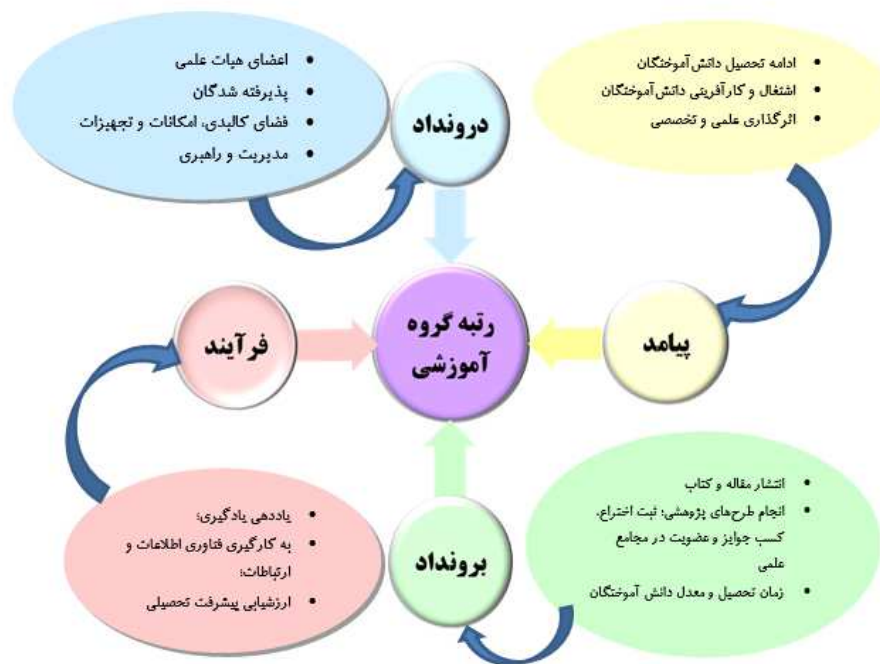 اعضای هیات علمی
پذیرفته شدگان
فضای کالبدی، امکانات و تجهیزات
مدیریت و راهبری
درونداد
ادامه تحصیل دانش‌آموختگان
اشتغال و کارآفرینی دانش‌آموختگان
اثرگذاری علمی و تخصصی
پیامد
رتبه گروه
آموزشی
فرآیند
یاددهی یادگیری؛
به کارگیری فناوری اطلاعات و
ارتباطات؛
ارزشیابی پیشرفت تحصیلی
برونداد
انتشار مقاله و کتاب
انجام طرح‌های پژوهشی؛ ثبت اختراع،
کسب جوایز و عضویت در مجامع
علمی
زمان تحصیل و معدل دانش آموختگان